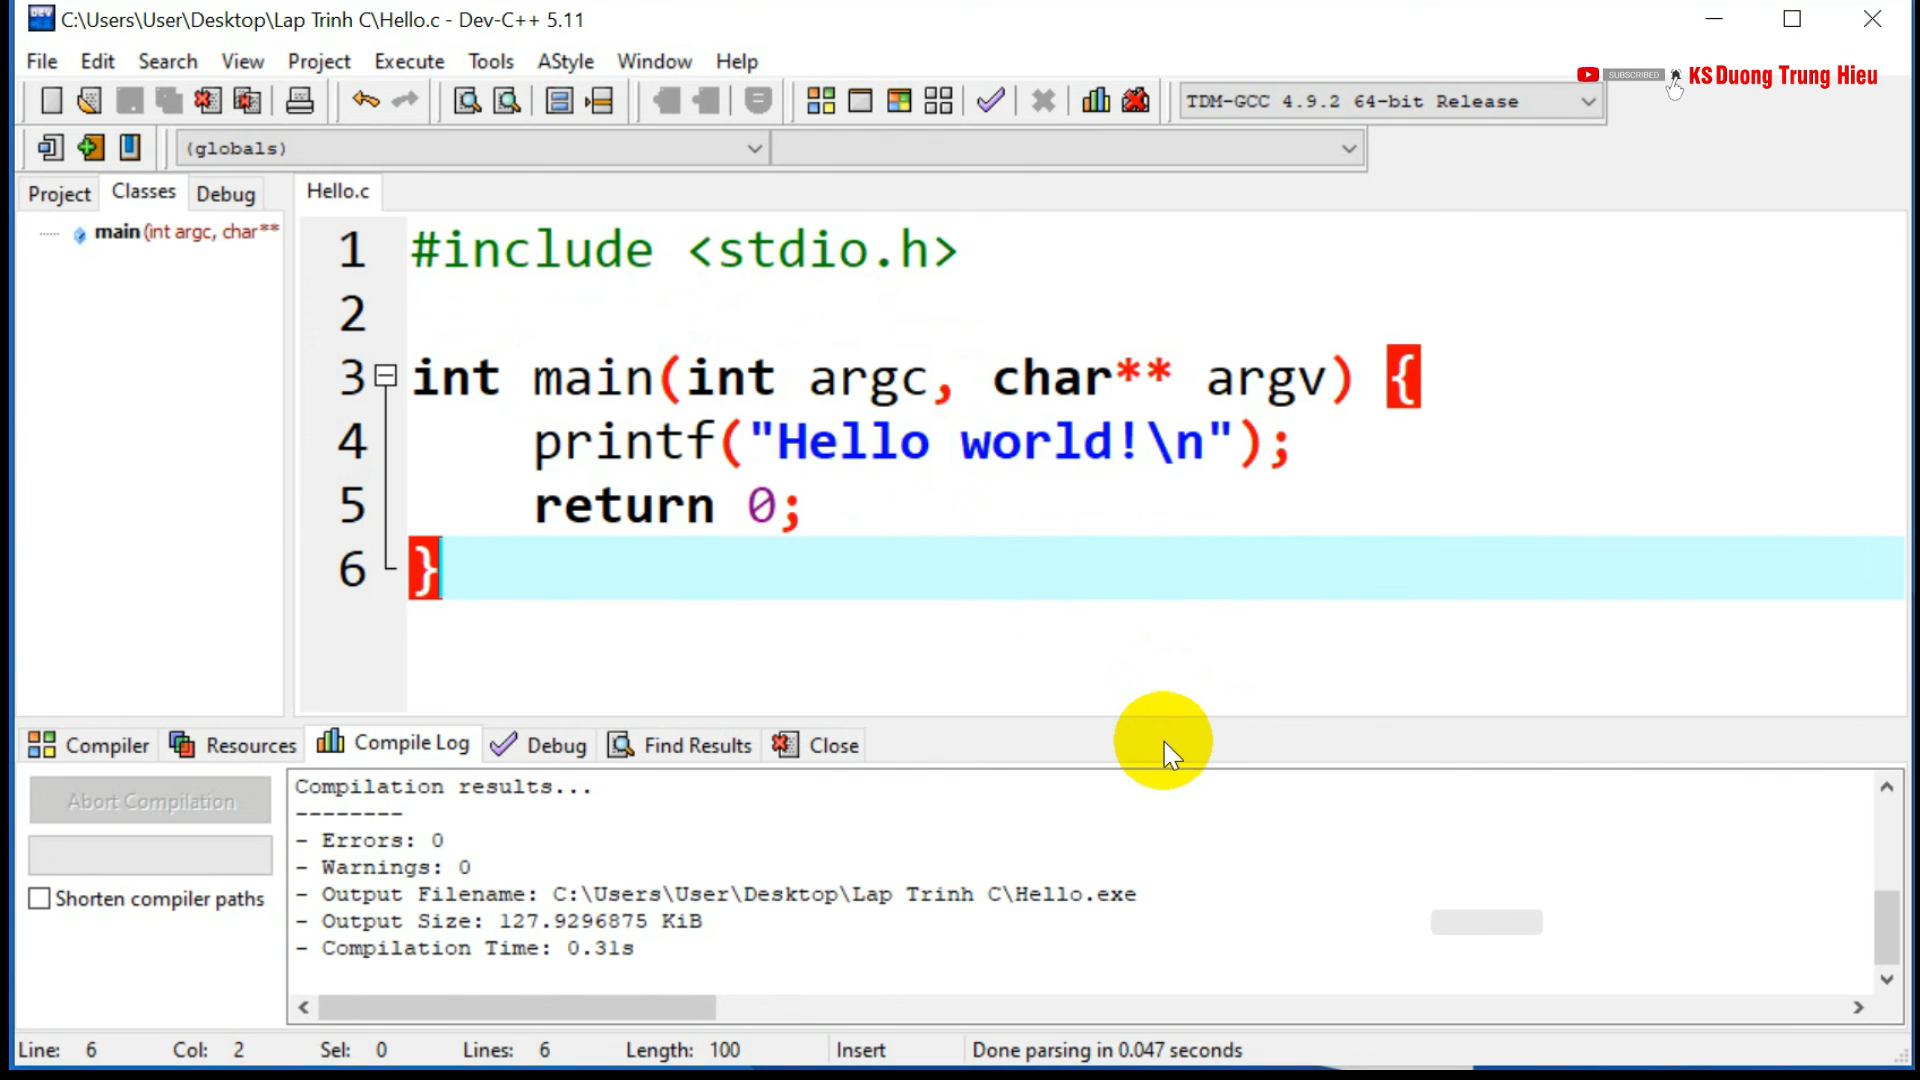 C:\Users\User\Desktop\Lap Trinh C\Hello.c - Dev-C++ 5.11
File Edit Search View Project Execute Tools AStyle Window Help
SUBSCRIBED KS Duong Trung Hieu
TDM-GCC 4.9.2 64-bit Release
(globals)
Project Classes Debug Hello.c
main (int argc, char**
1 #include <stdio.h>
2
3 int main(int argc, char** argv) {
4 printf("Hello world!\n");
5 return 0;
6 }
Compiler Resources Compile Log Debug Find Results Close
Abort Compilation
Shorten compiler paths
Compilation results...
--------
- Errors: 0
- Warnings: 0
- Output Filename: C:\Users\User\Desktop\Lap Trinh C\Hello.exe
- Output Size: 127.9296875 KiB
- Compilation Time: 0.31s
Line: 6 Col: 2 Sel: 0 Lines: 6 Length: 100 Insert Done parsing in 0.047 seconds